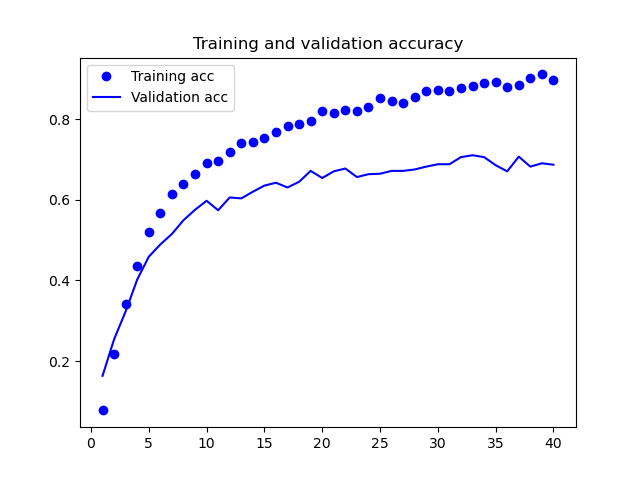 Training and validation accuracy
Training acc
Validation acc
0.8
0.6
0.4
0.2
0 5 10 15 20 25 30 35 40